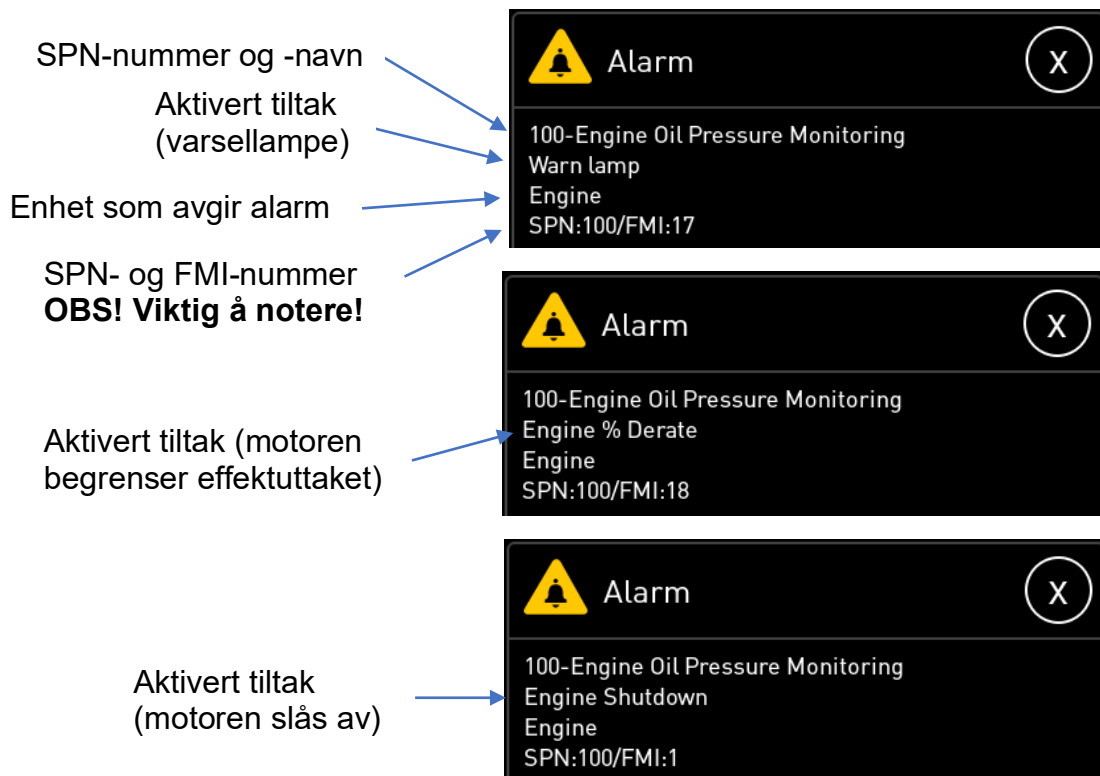 SPN-nummer og -navn
Aktivert tiltak
(varsellampe)
Enhet som avgir alarm
SPN- og FMI-nummer
OBS! Viktig å notere!
Alarm
X
100-Engine Oil Pressure Monitoring
Warn lamp
Engine
SPN:100/FMI:17
Aktivert tiltak (motoren
begrenser effektuttaket)
Alarm
X
100-Engine Oil Pressure Monitoring
Engine % Derate
Engine
SPN:100/FMI:18
Aktivert tiltak
(motoren slås av)
Alarm
X
100-Engine Oil Pressure Monitoring
Engine Shutdown
Engine
SPN:100/FMI:1